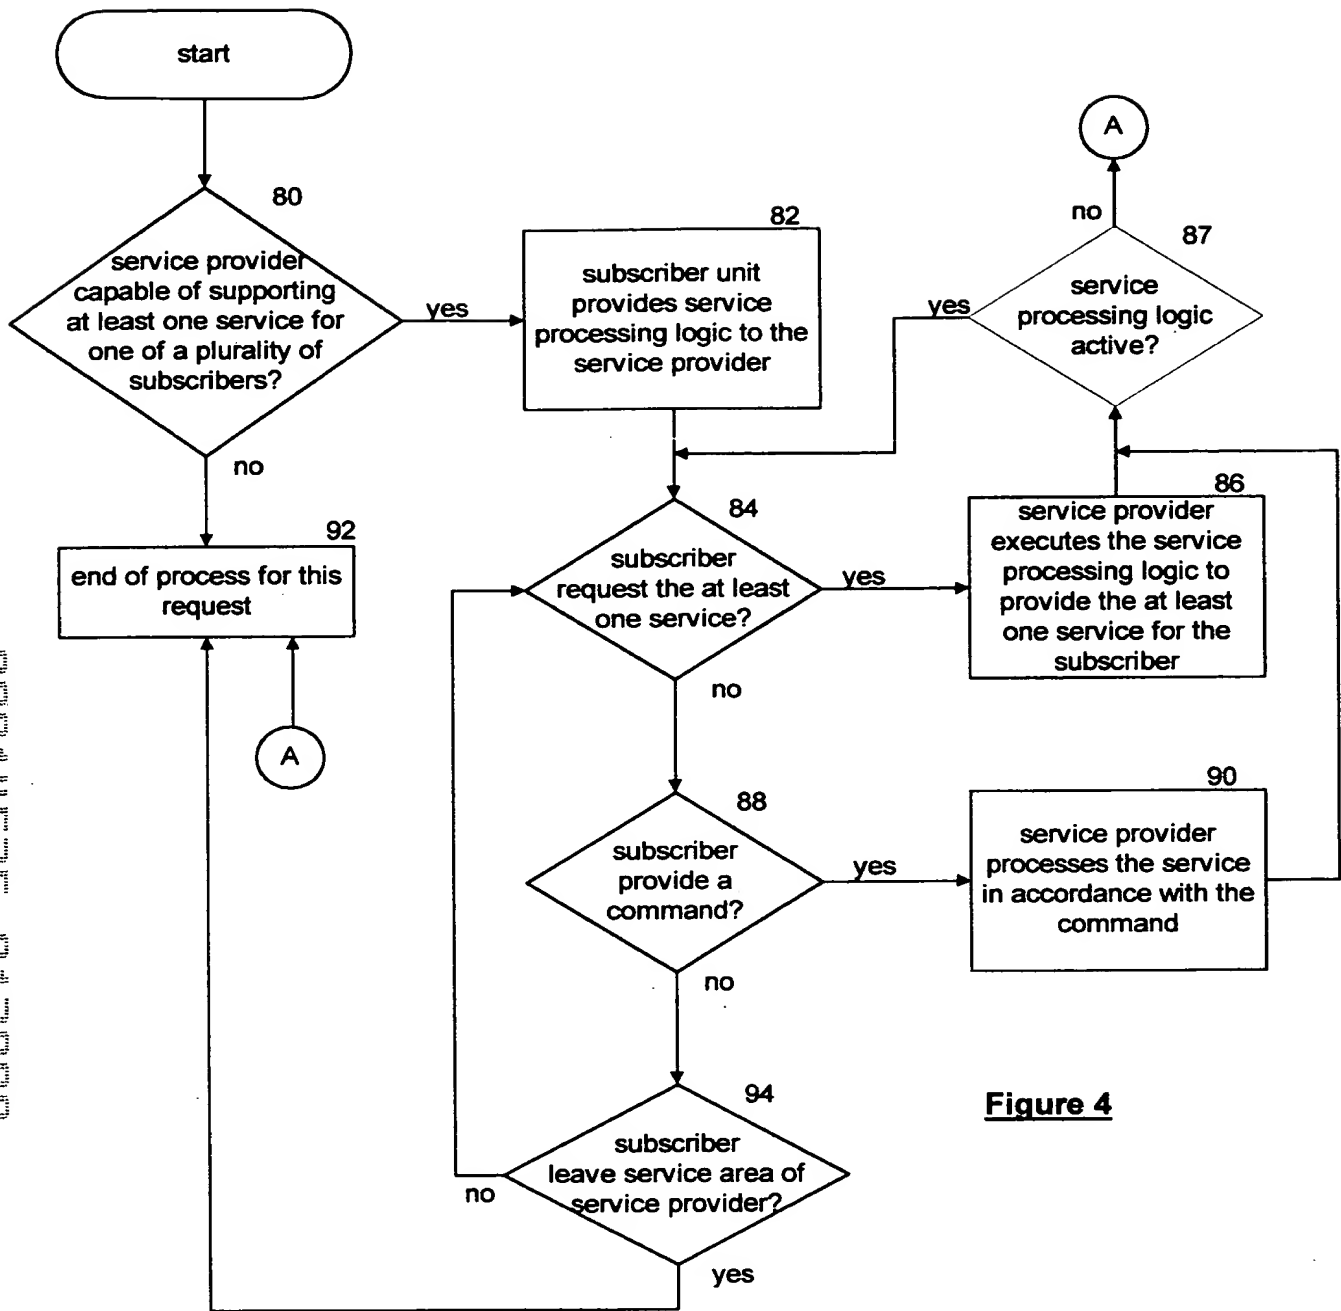 start
80
service provider
capable of supporting
at least one service for
one of a plurality of
subscribers?
yes
no
82
subscriber unit
provides service
processing logic to the
service provider
A
no
87
service
processing logic
active?
yes
92
end of process for this
request
A
84
subscriber
request the at least
one service?
yes
no
86
service provider
executes the service
processing logic to
provide the at least
one service for the
subscriber
88
subscriber
provide a
command?
yes
no
90
service provider
processes the service
in accordance with the
command
94
subscriber
leave service area of
service provider?
no
yes
Figure 4